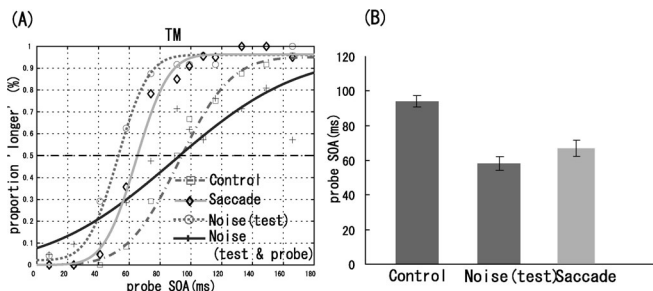 (A)
TM
proportion 'longer' (%)
1
0.9
0.8
0.7
0.6
0.5
0.4
0.3
0.2
0.1
0
0 20 40 60 80 100 120 140 160 180
probe SOA(ms)
Control
Saccade
Noise(test)
Noise
(test & probe)
(B)
probe SOA(ms)
120
100
80
60
40
20
0
Control Noise(test) Saccade